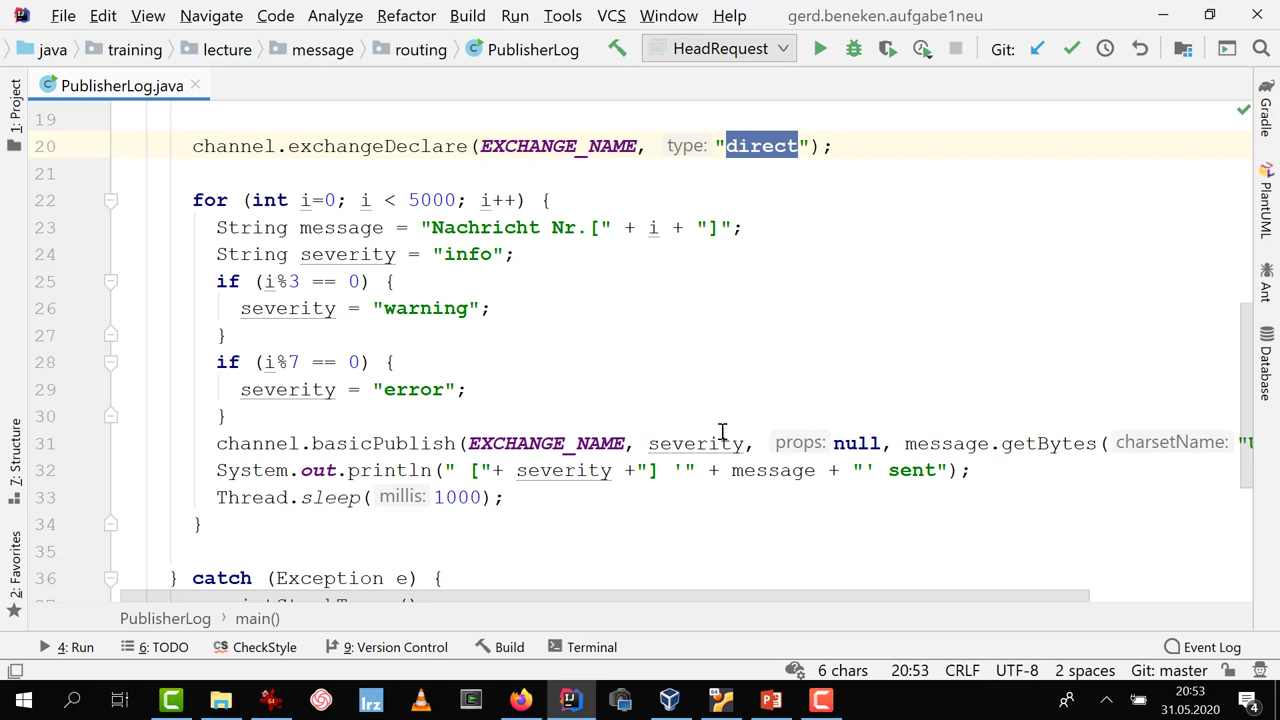 File Edit View Navigate Code Analyze Refactor Build Run Tools VCS Window Help gerd.beneken.aufgabe1neu
java training lecture message routing PublisherLog HeadRequest Git:
PublisherLog.java
19
20 channel.exchangeDeclare(EXCHANGE_NAME, type: "direct");
21
22 for (int i=0; i < 5000; i++) {
23 String message = "Nachricht Nr.[" + i + "]";
24 String severity = "info";
25 if (i%3 == 0) {
26 severity = "warning";
27 }
28 if (i%7 == 0) {
29 severity = "error";
30 }
31 channel.basicPublish(EXCHANGE_NAME, severity, props: null, message.getBytes( charsetName:
32 System.out.println(" ["+ severity +"] '" + message + "' sent");
33 Thread.sleep( millis: 1000);
34 }
35
36 } catch (Exception e) {
PublisherLog main()
1: Project
7: Structure
2: Favorites
Gradle
PlantUML
Ant
Database
4: Run 6: TODO CheckStyle 9: Version Control Build Terminal Event Log
6 chars 20:53 CRLF UTF-8 2 spaces Git: master
lrz
20:53
31.05.2020
4